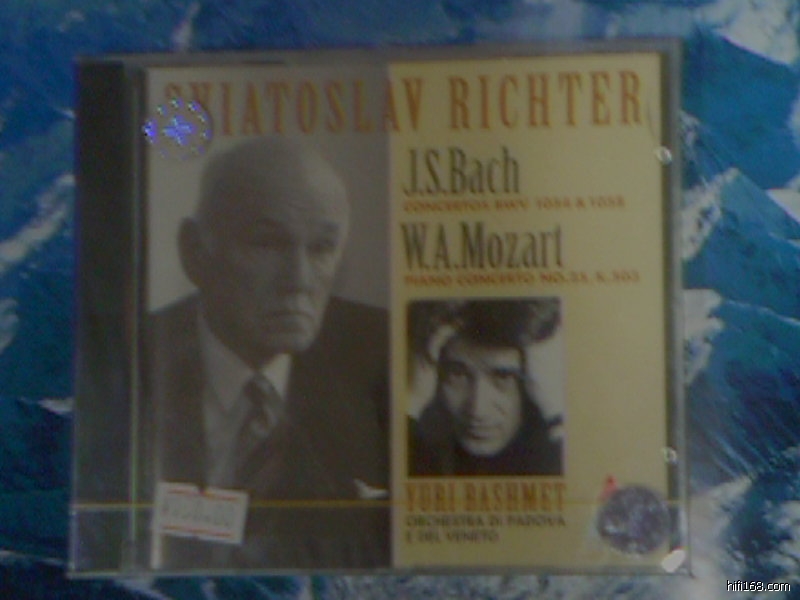 SVIATOSLAV RICHTER
J.S.Bach
CONCERTOS BWV 1054 & 1058
W.A.Mozart
PIANO CONCERTO NO.25, K.503
YURI BASHMET
ORCHESTRA DI PADOVA
E DEL VENETO
hifi168.com